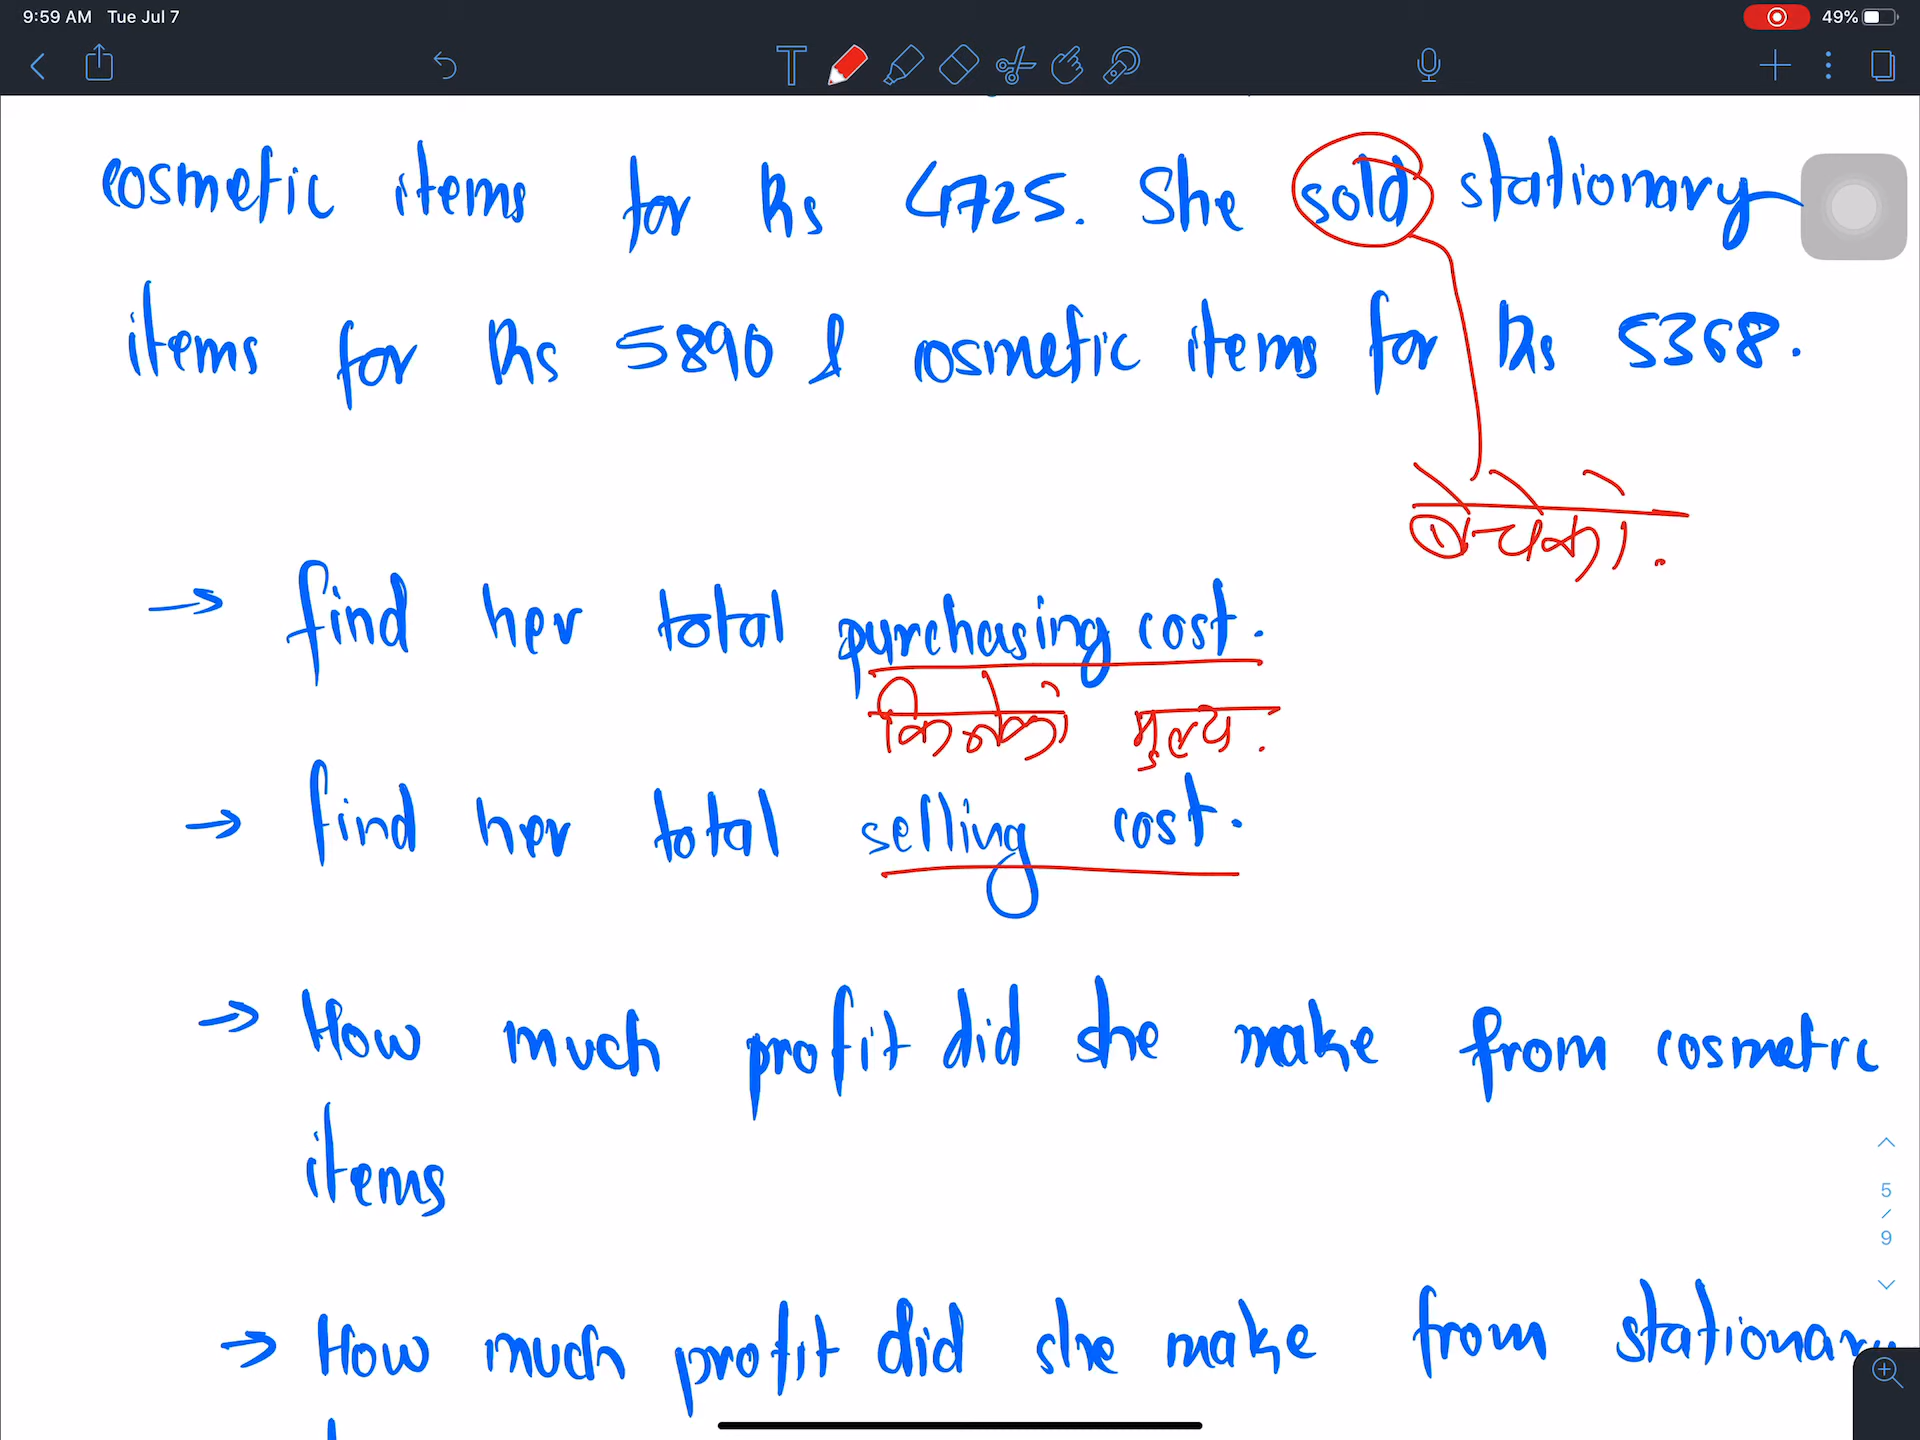 9:59 AM Tue Jul 7
49%
cosmetic items for Rs 4725. She sold stationary
items for Rs 5890 & cosmetic items for Rs 5368.
बेचेको.
→ find her total purchasing cost.
किनेको मुल्य.
→ find her total selling cost.
→ How much profit did she make from cosmetic
items
→ How much profit did she make from stationary
5
/
9